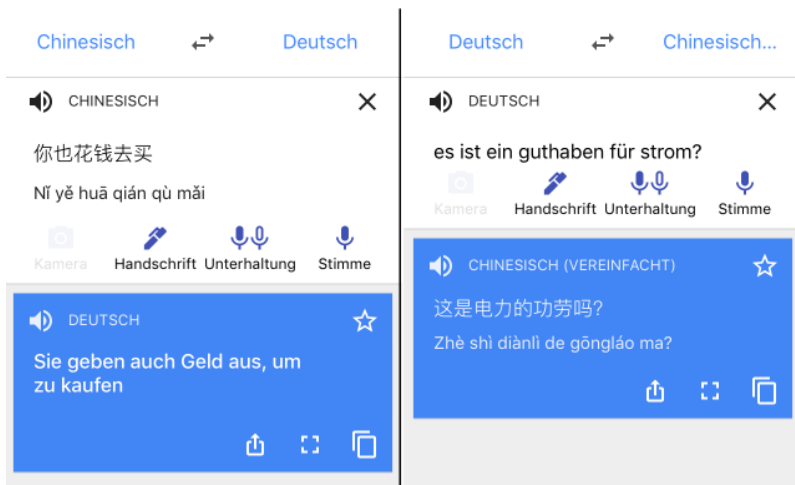 Chinesisch Deutsch
CHINESISCH
你也花钱去买
Nǐ yě huā qián qù mǎi
Kamera Handschrift Unterhaltung Stimme
DEUTSCH
Sie geben auch Geld aus, um
zu kaufen
Deutsch Chinesisch...
DEUTSCH
es ist ein guthaben für strom?
Kamera Handschrift Unterhaltung Stimme
CHINESISCH (VEREINFACHT)
这是电力的功劳吗?
Zhè shì diànlì de gōngláo ma?